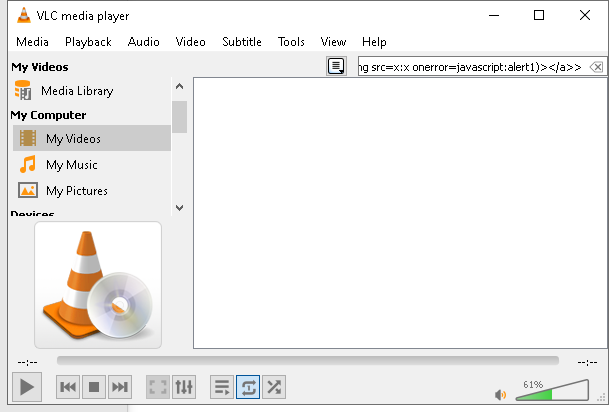 VLC media player
Media Playback Audio Video Subtitle Tools View Help
My Videos
ng src=x:x onerror=javascript:alert1)></a>>
Media Library
My Computer
My Videos
My Music
My Pictures
Devices
--:-- --:--
61%